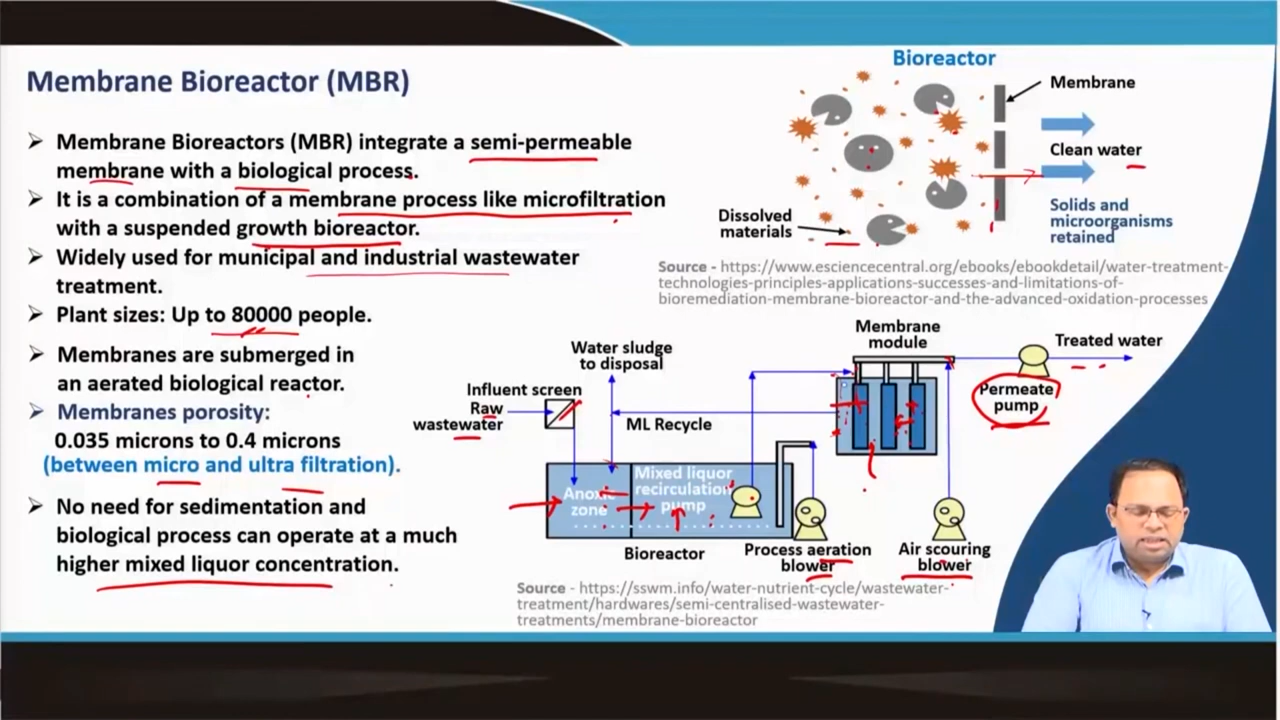 Membrane Bioreactor (MBR)
Membrane Bioreactors (MBR) integrate a semi-permeable
membrane with a biological process.
It is a combination of a membrane process like microfiltration
with a suspended growth bioreactor.
Widely used for municipal and industrial wastewater
treatment.
Plant sizes: Up to 80000 people.
Membranes are submerged in
an aerated biological reactor.
Membranes porosity:
0.035 microns to 0.4 microns
(between micro and ultra filtration).
No need for sedimentation and
biological process can operate at a much
higher mixed liquor concentration.
Bioreactor
Membrane
Clean water
Solids and
microorganisms
retained
Dissolved
materials
Source - https://www.esciencecentral.org/ebooks/ebookdetail/water-treatment-
technologies-principles-applications-successes-and-limitations-of-
bioremediation-membrane-bioreactor-and-the-advanced-oxidation-processes
Membrane
module
Treated water
Water sludge
to disposal
Influent screen
Raw
wastewater
ML Recycle
Permeate
pump
Anoxic
zone
Mixed liquor
recirculation
pump
Bioreactor
Process aeration
blower
Air scouring
blower
Source - https://sswm.info/water-nutrient-cycle/wastewater-
treatment/hardwares/semi-centralised-wastewater-
treatments/membrane-bioreactor